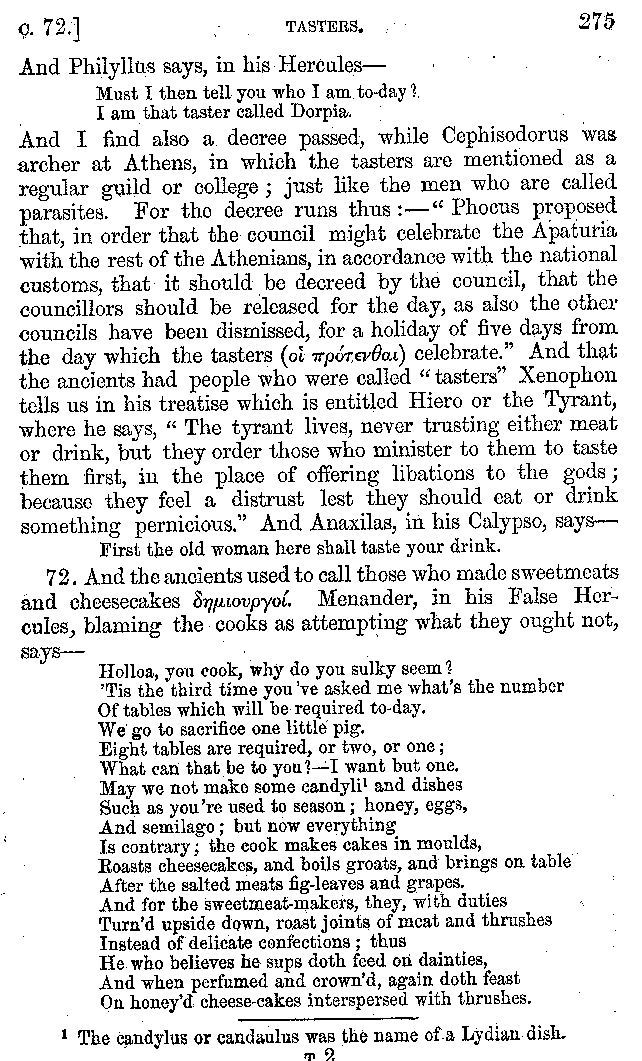 c. 72.] TASTERS. 275
And Philyllus says, in his Hercules—
Must I then tell you who I am to-day?
I am that taster called Dorpia.
And I find also a decree passed, while Cephisodorus was
archer at Athens, in which the tasters are mentioned as a
regular guild or college; just like the men who are called
parasites. For the decree runs thus:—“ Phocus proposed
that, in order that the council might celebrate the Apaturia
with the rest of the Athenians, in accordance with the national
customs, that it should be decreed by the council, that the
councillors should be released for the day, as also the other
councils have been dismissed, for a holiday of five days from
the day which the tasters (οἱ πρότενθαι) celebrate.” And that
the ancients had people who were called “tasters” Xenophon
tells us in his treatise which is entitled Hiero or the Tyrant,
where he says, “ The tyrant lives, never trusting either meat
or drink, but they order those who minister to them to taste
them first, in the place of offering libations to the gods;
because they feel a distrust lest they should eat or drink
something pernicious.” And Anaxilas, in his Calypso, says—
First the old woman here shall taste your drink.
72. And the ancients used to call those who made sweetmeats
and cheesecakes δημιουργοί. Menander, in his False Her-
cules, blaming the cooks as attempting what they ought not,
says—
Holloa, you cook, why do you sulky seem?
’Tis the third time you’ve asked me what’s the number
Of tables which will be required to-day.
We go to sacrifice one little pig.
Eight tables are required, or two, or one;
What can that be to you?—I want but one.
May we not make some candyli¹ and dishes
Such as you’re used to season; honey, eggs,
And semilago; but now everything
Is contrary; the cook makes cakes in moulds,
Roasts cheesecakes, and boils groats, and brings on table
After the salted meats fig-leaves and grapes.
And for the sweetmeat-makers, they, with duties
Turn’d upside down, roast joints of meat and thrushes
Instead of delicate confections; thus
He who believes he sups doth feed on dainties,
And when perfumed and crown’d, again doth feast
On honey’d cheese-cakes interspersed with thrushes.
¹ The candylus or candaulus was the name of a Lydian dish.
T 2